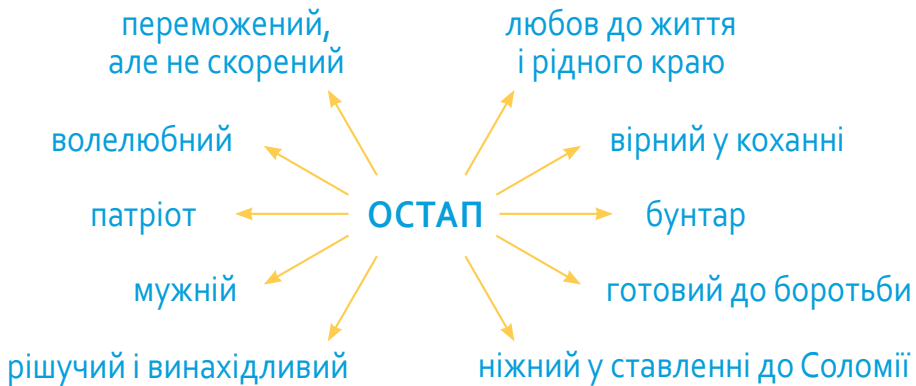 переможений,
але не скорений
любов до життя
і рідного краю
волелюбний
вірний у коханні
патріот
ОСТАП
бунтар
мужній
готовий до боротьби
рішучий і винахідливий
ніжний у ставленні до Соломії